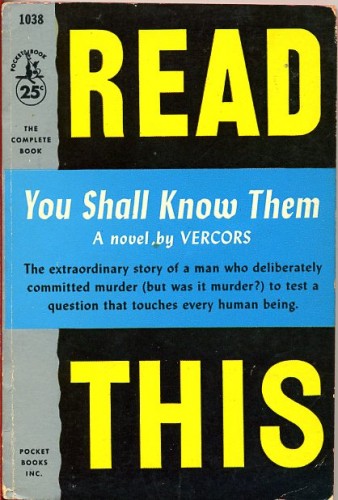 1038
POCKET BOOK
25¢
THE
COMPLETE
BOOK
READ
You Shall Know Them
A novel by VERCORS
The extraordinary story of a man who deliberately
committed murder (but was it murder?) to test a
question that touches every human being.
THIS
POCKET
BOOKS
INC.